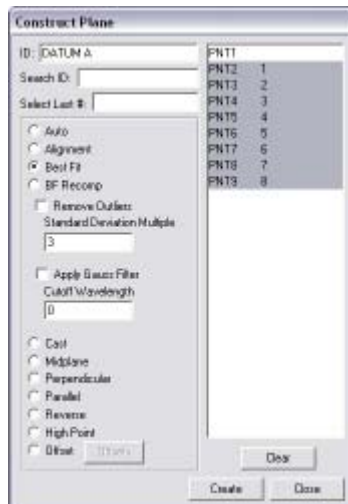 Construct Plane
ID: DATUM A
Search ID:
Select Last #:
Auto
Alignment
Best Fit
BF Recomp
Remove Outliers
Standard Deviation Multiple
3
Apply Gauss Filter
Cutoff Wavelength
0
Cast
Midplane
Perpendicular
Parallel
Reverse
High Point
Offset
Offsets
PNT1
PNT2 1
PNT3 2
PNT4 3
PNT5 4
PNT6 5
PNT7 6
PNT8 7
PNT9 8
Clear
Create
Close